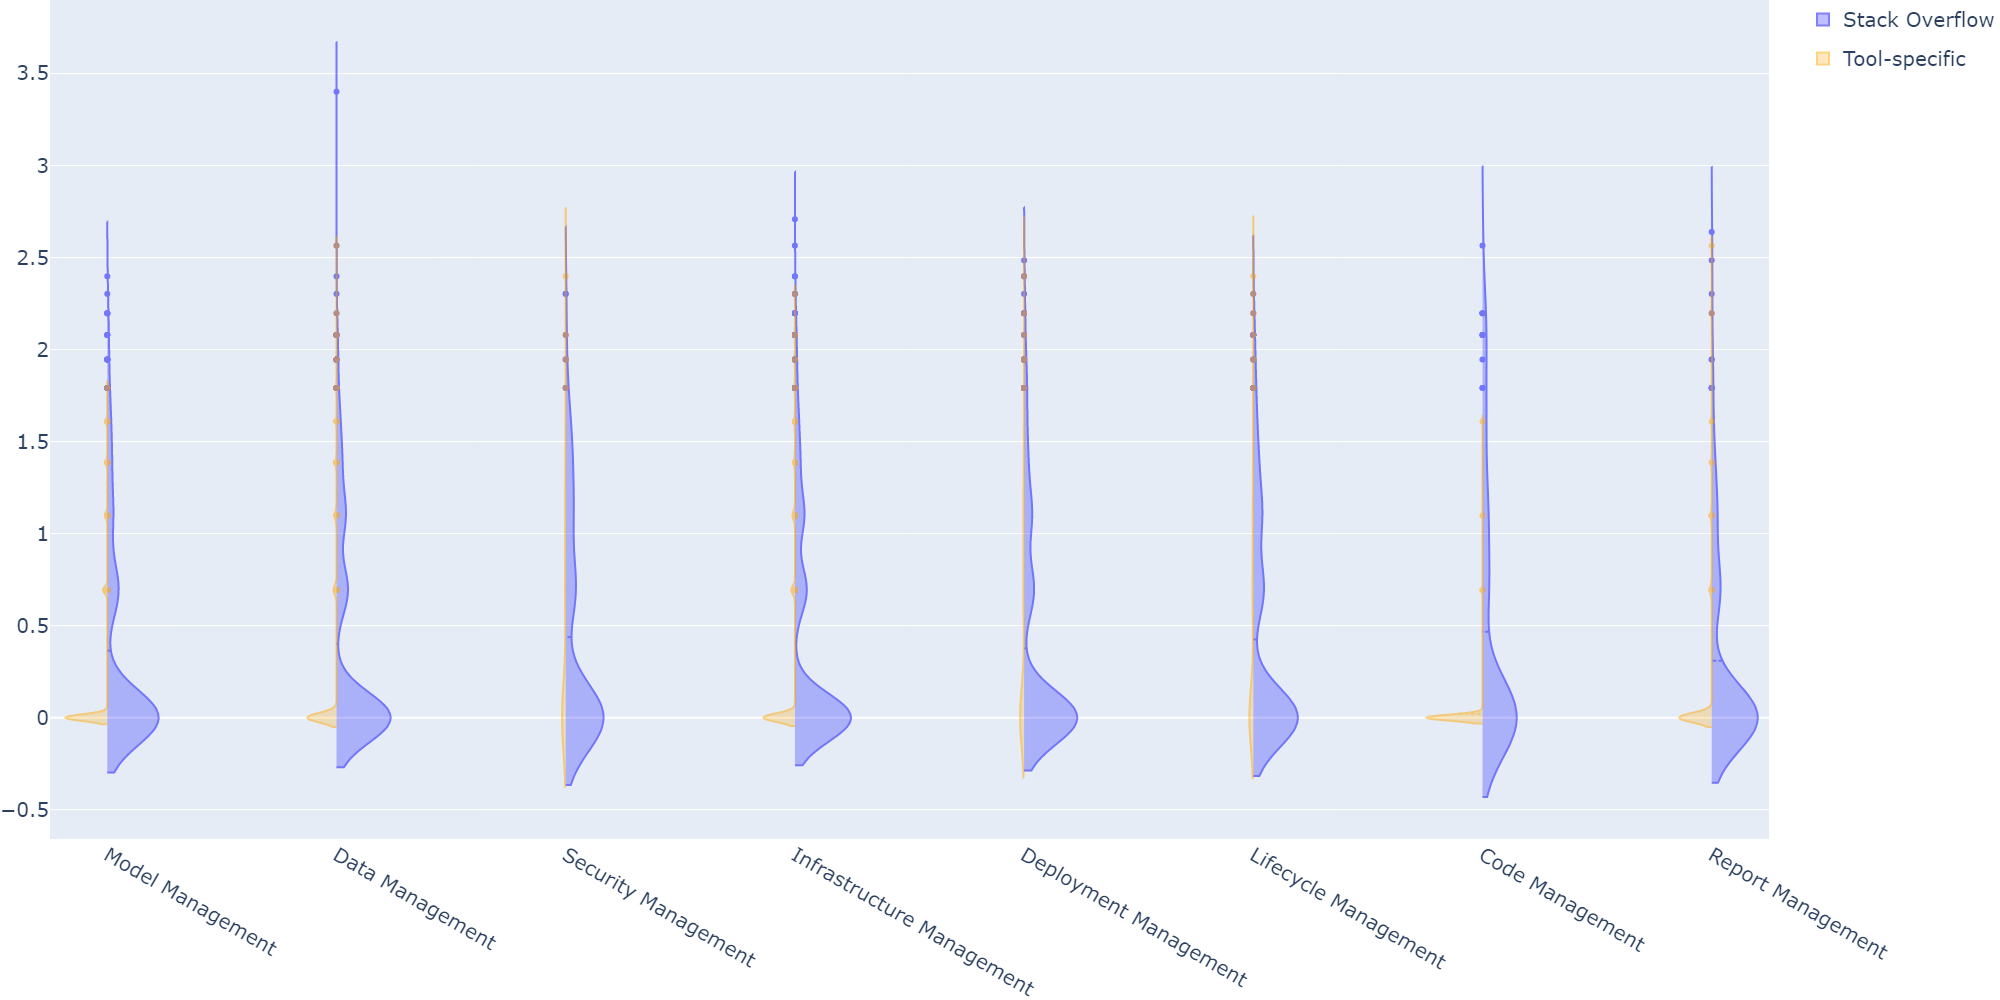 Stack Overflow
Tool-specific
3.5
3
2.5
2
1.5
1
0.5
0
−0.5
Model Management
Data Management
Security Management
Infrastructure Management
Deployment Management
Lifecycle Management
Code Management
Report Management